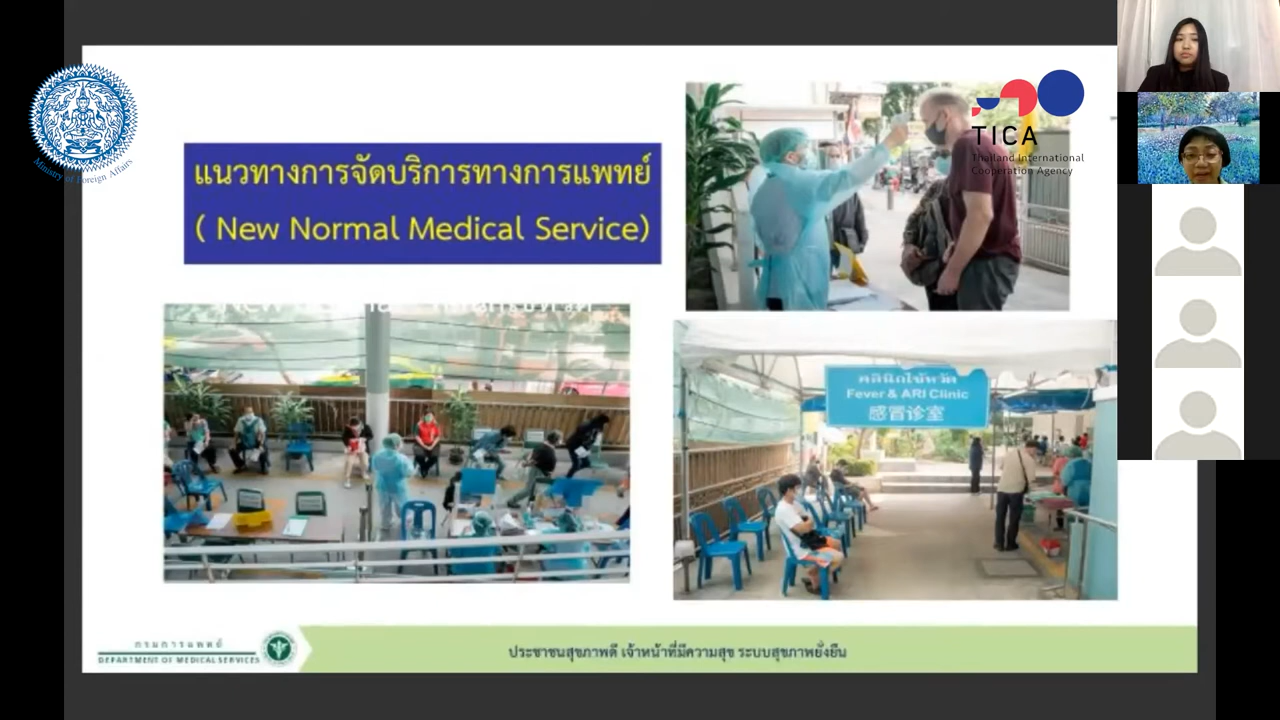 Ministry of Foreign Affairs
TICA
Thailand International
Cooperation Agency
แนวทางการจัดบริการทางการแพทย์
( New Normal Medical Service)
คลินิกไข้หวัด
Fever & ARI Clinic
感冒诊室
กรมการแพทย์
DEPARTMENT OF MEDICAL SERVICES
ประชาชนสุขภาพดี เจ้าหน้าที่มีความสุข ระบบสุขภาพยั่งยืน